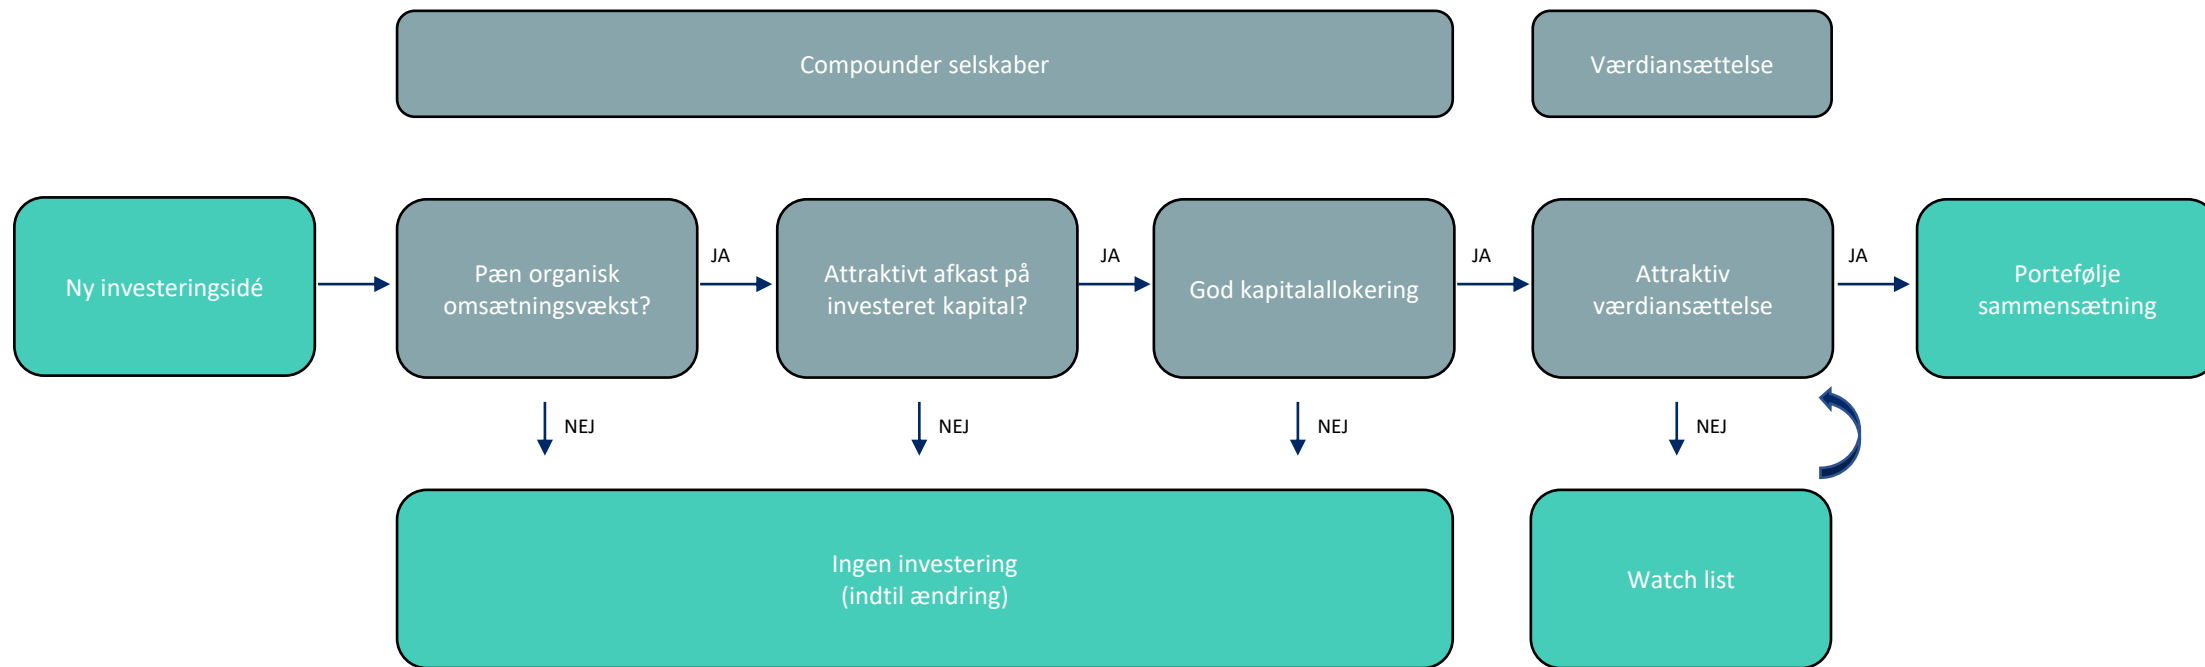 Compounder selskaber
Værdiansættelse
Ny investeringsidé
Pæn organisk
omsætningsvækst?
JA
Attraktivt afkast på
investeret kapital?
JA
God kapitalallokering
JA
Attraktiv
værdiansættelse
JA
Portefølje
sammensætning
NEJ
NEJ
NEJ
NEJ
Ingen investering
(indtil ændring)
Watch list